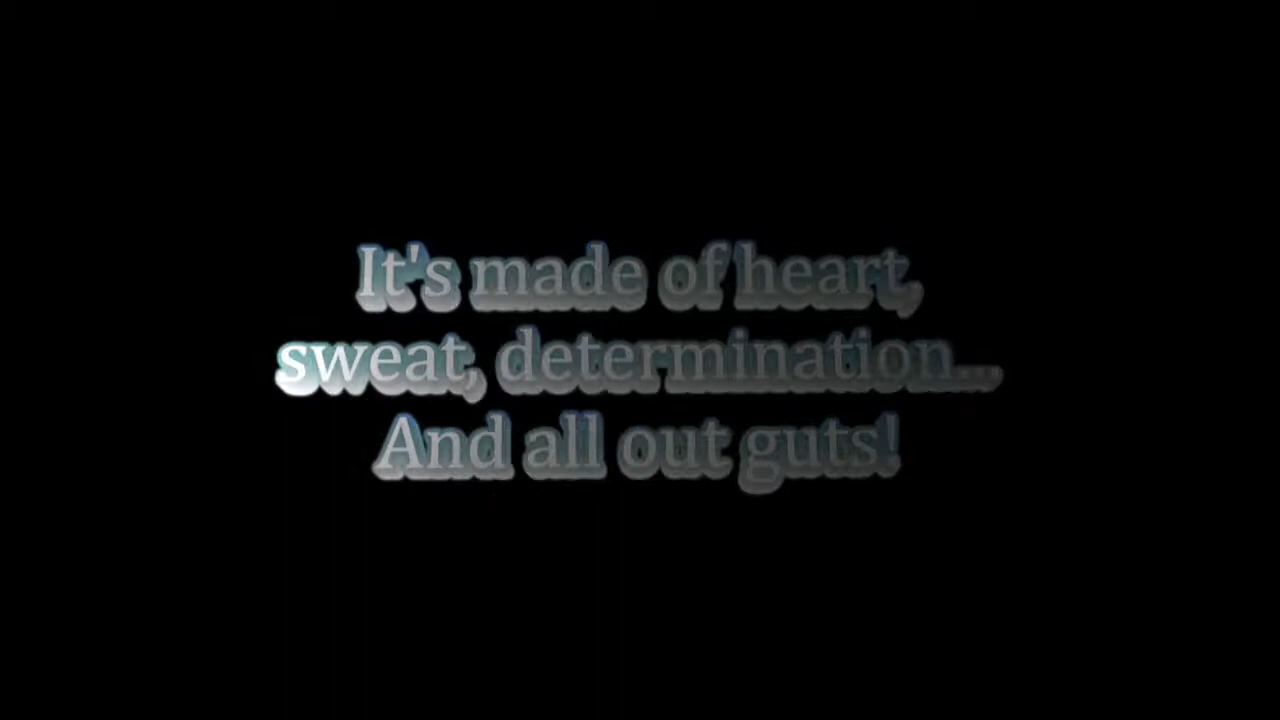 It's made of heart,
sweat, determination...
And all out guts!